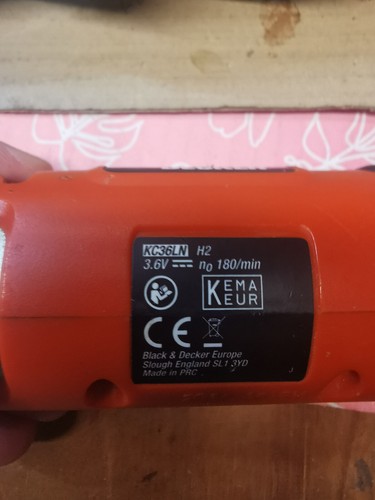 KC36LN H2
3.6V n₀ 180/min
KEMA
KEUR
CE
Black & Decker Europe
Slough England SL1 3YD
Made in PRC